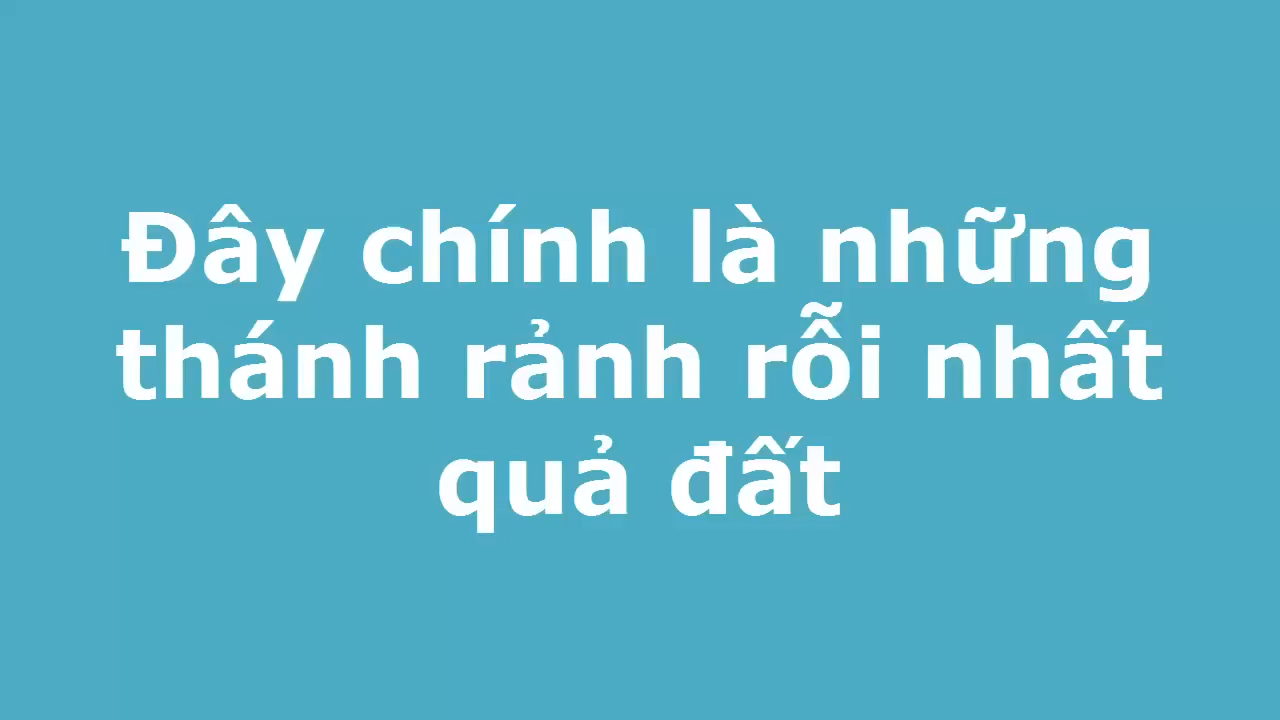 Đây chính là những
thánh rảnh rỗi nhất
quả đất